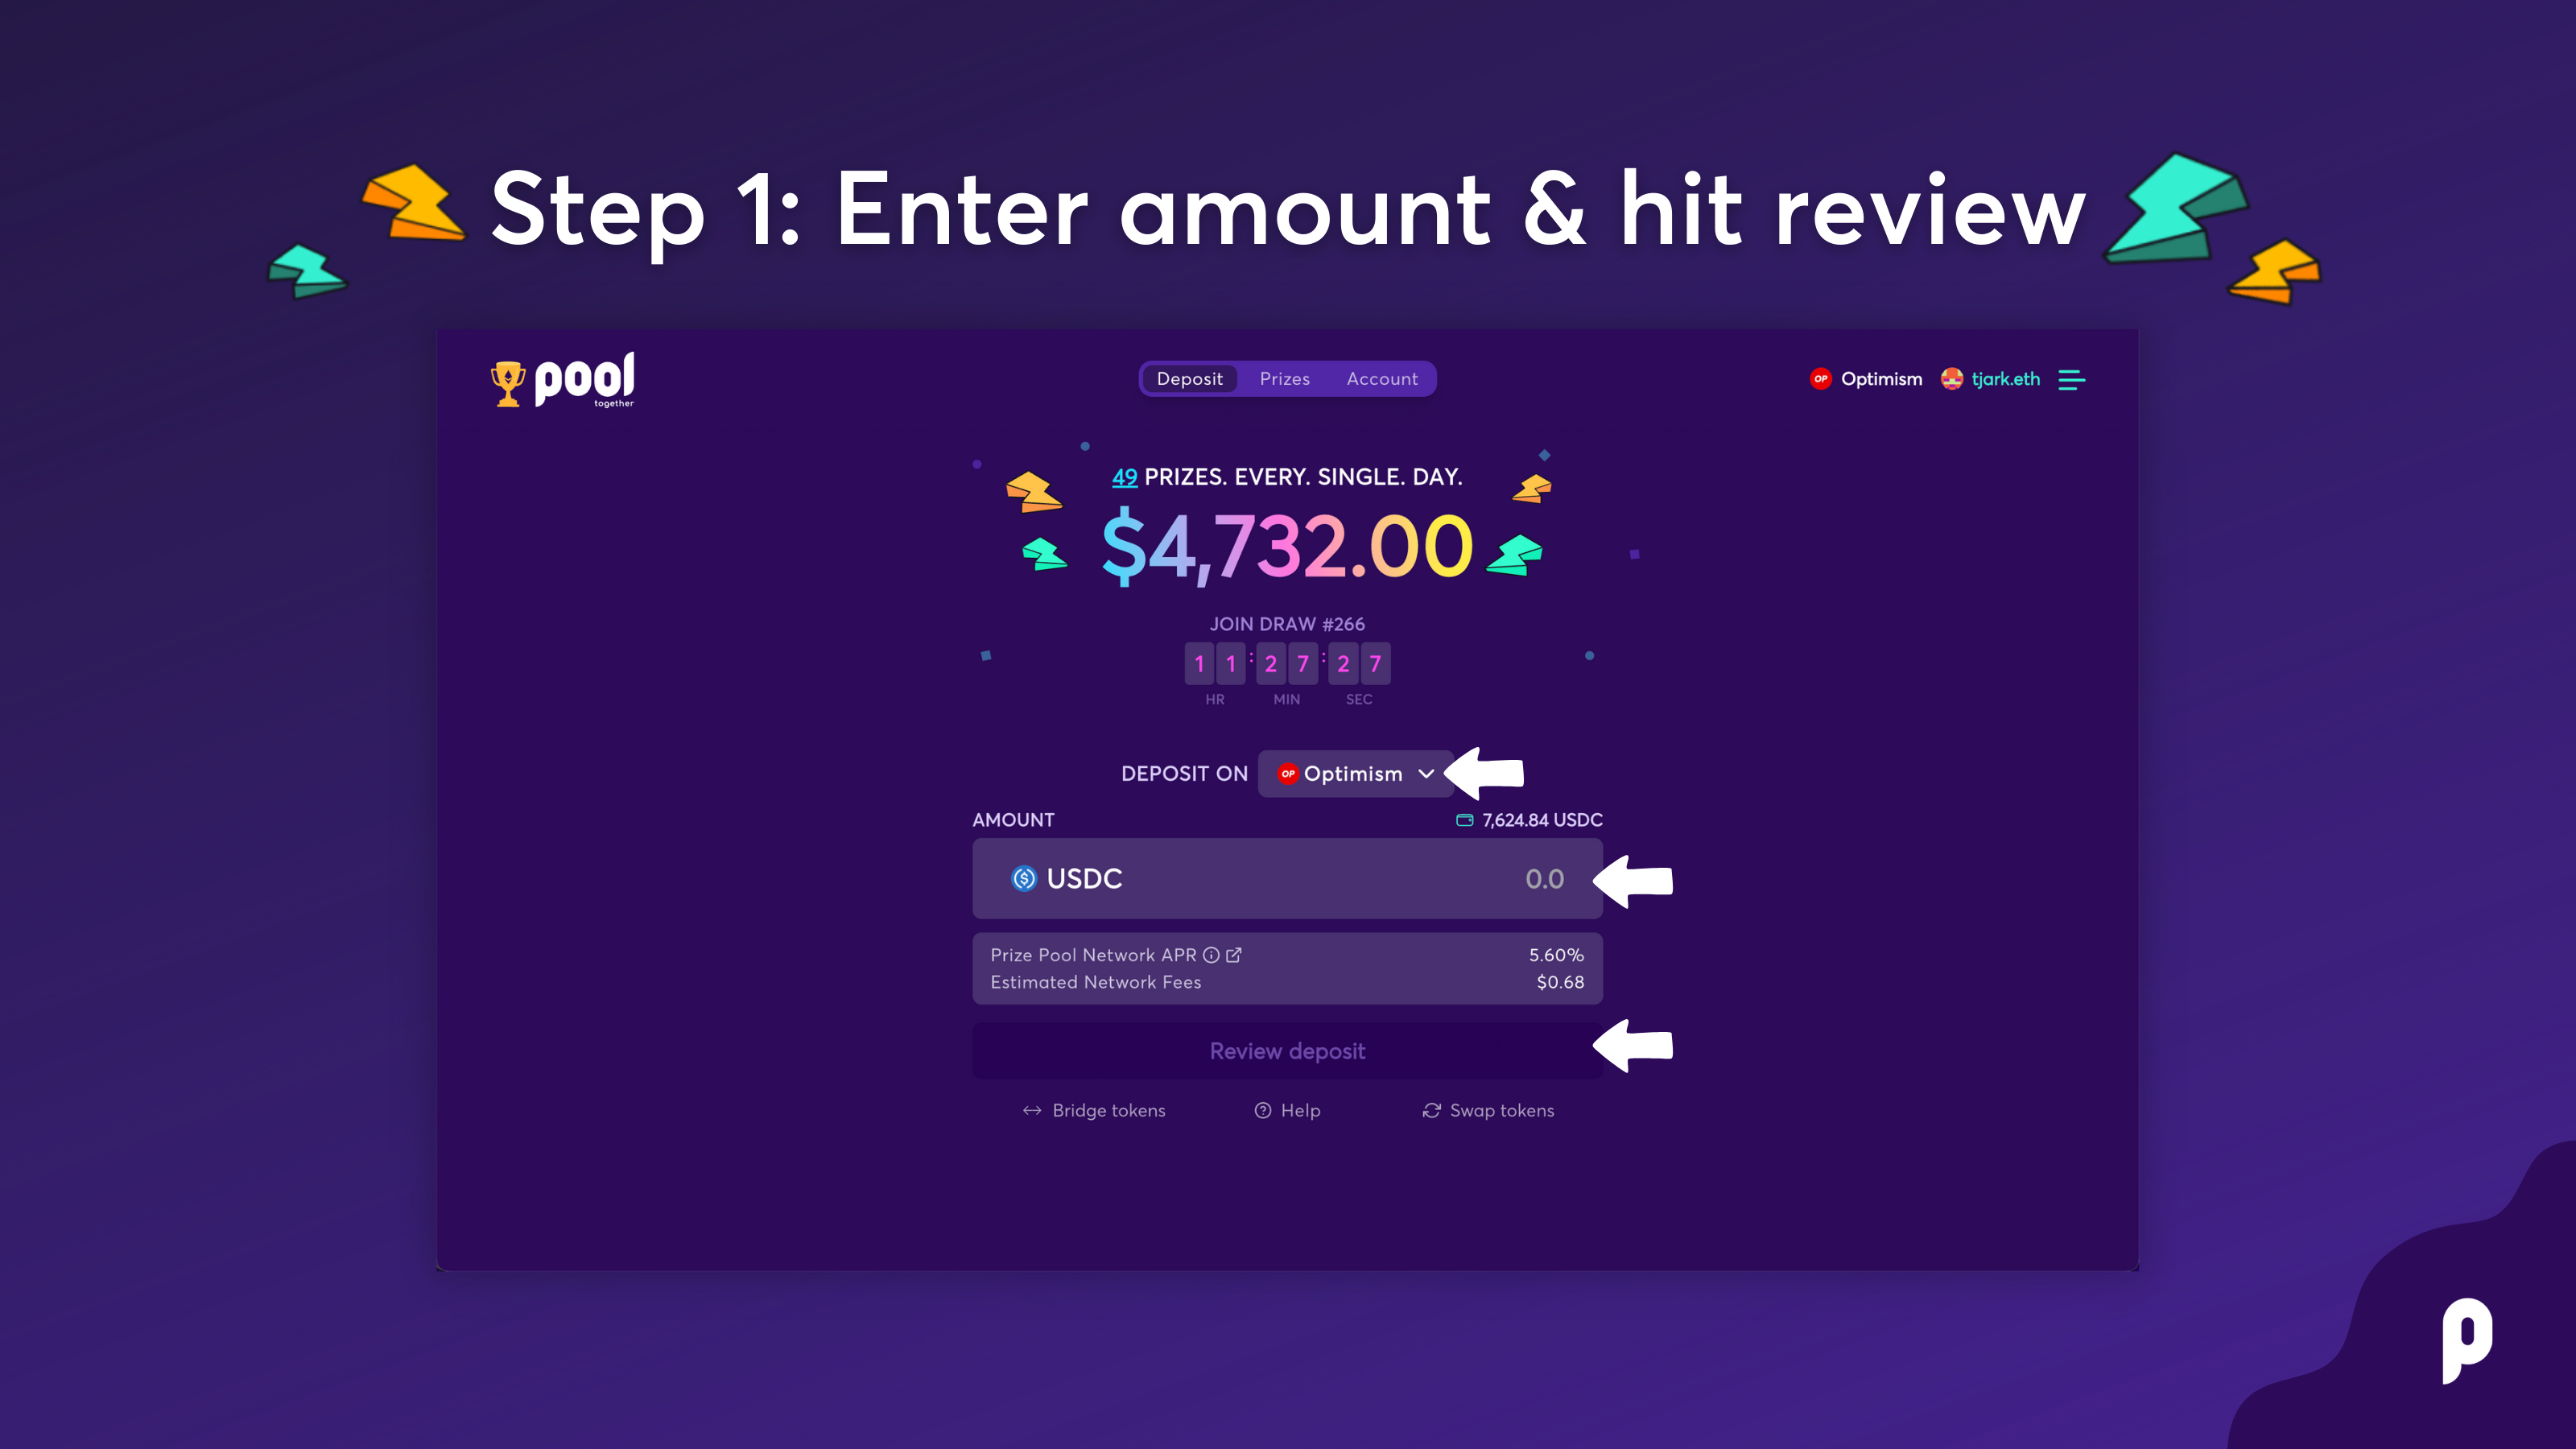 Step 1: Enter amount & hit review
pool
together
Deposit Prizes Account
OP Optimism tjark.eth
49 PRIZES. EVERY. SINGLE. DAY.
$4,732.00
JOIN DRAW #266
11:27:27
HR MIN SEC
DEPOSIT ON OP Optimism
AMOUNT 7,624.84 USDC
USDC 0.0
Prize Pool Network APR 5.60%
Estimated Network Fees $0.68
Review deposit
Bridge tokens Help Swap tokens
p